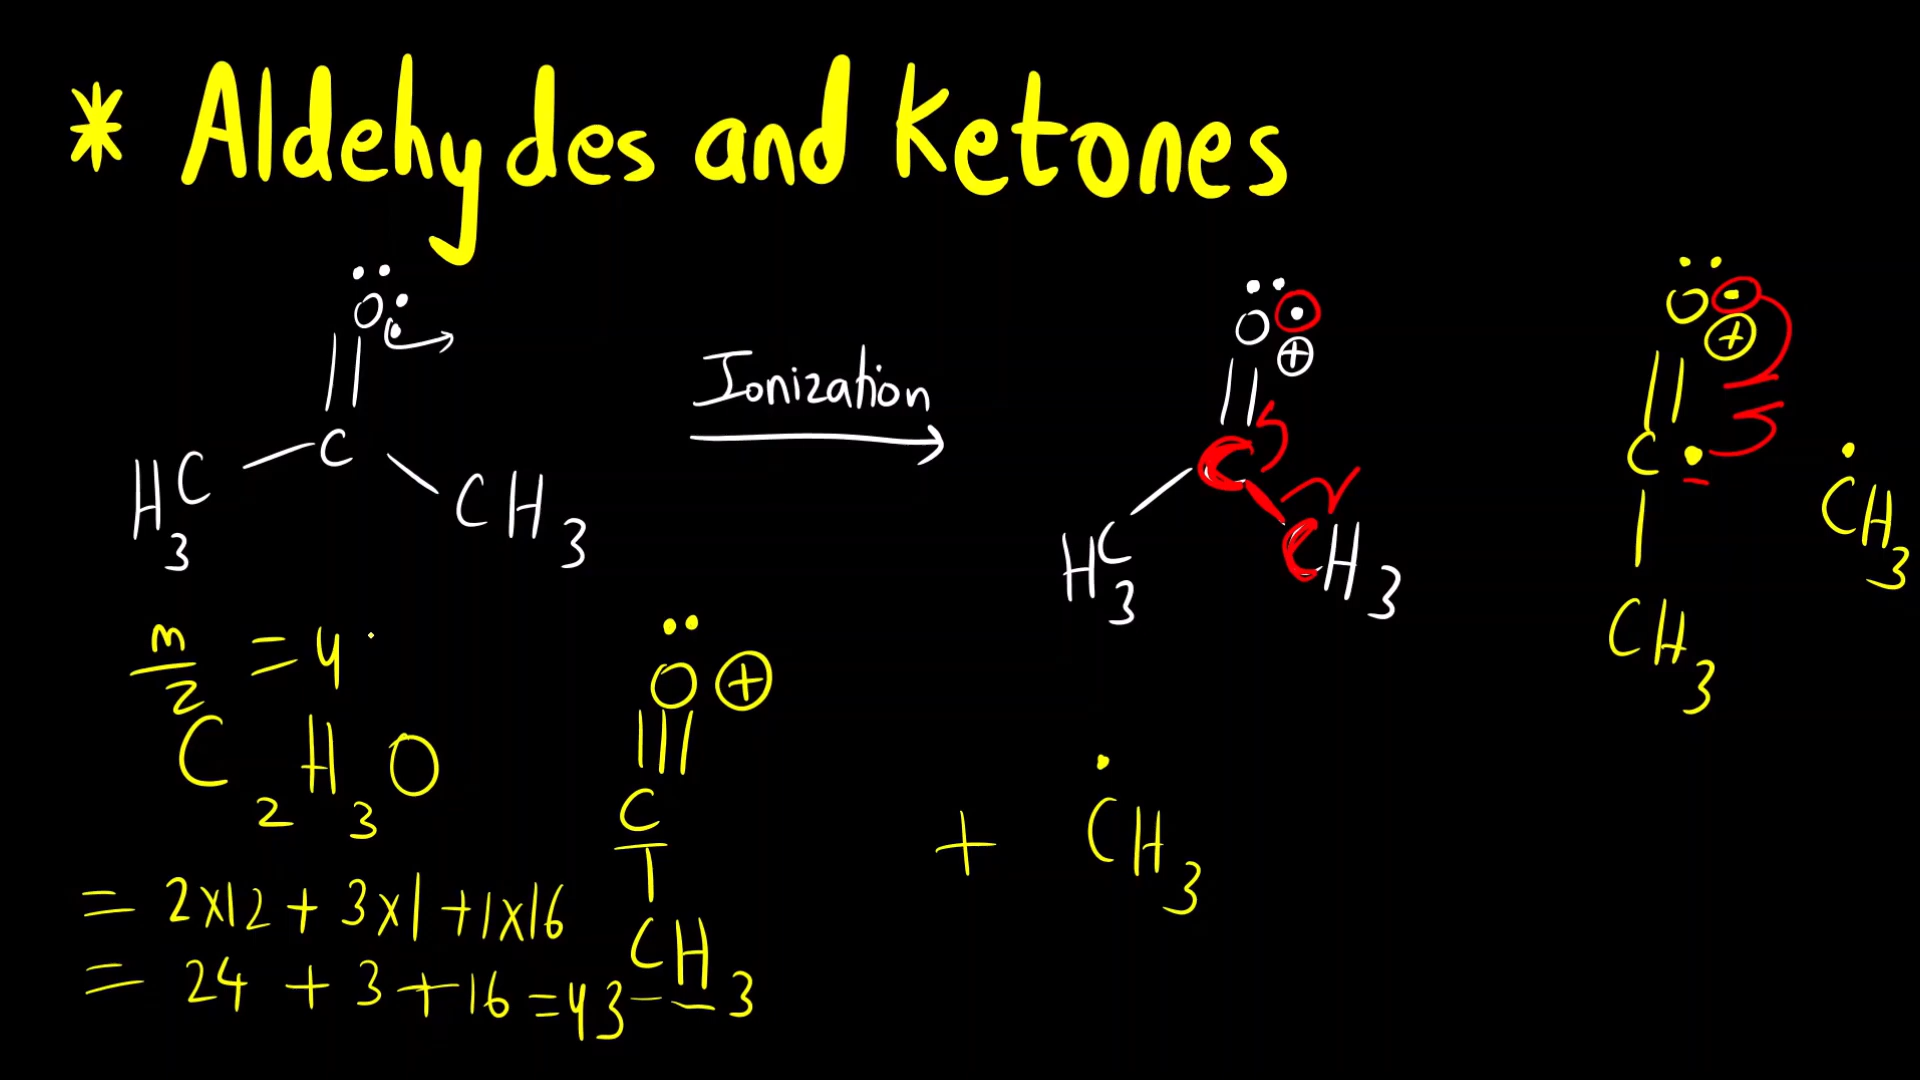 * Aldehydes and Ketones
O
C
H3C
CH3
Ionization
O
+
C
H3C
CH3
O
+
C
CH3
CH3
m/z = 4
C2H3O
= 2x12 + 3x1 + 1x16
= 24 + 3 + 16 = 43
O +
C
CH3
+
CH3